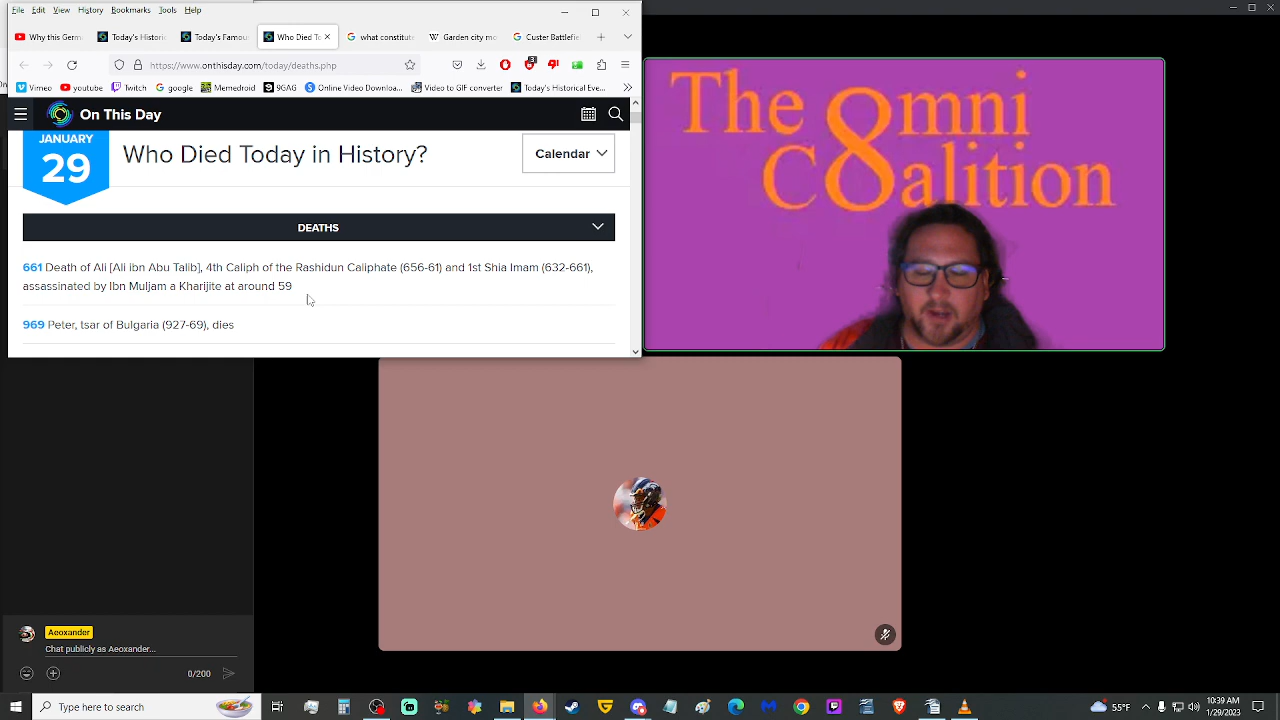 File Edit View History Bookmarks Tools Help
Why this Germ
Today's Historic
Today's Famou
Who Died To
what constitute
Garden city mo
Custer Battlefie
https://www.onthisday.com/today/deaths.php
3
Vimeo youtube Twitch google Memedroid 9GAG Online Video Downloa... Video to GIF converter Today's Historical Eve...
On This Day
JANUARY
29
Who Died Today in History?
Calendar
DEATHS
661 Death of Ali [Ali ibn Abu Talib], 4th Caliph of the Rashidun Caliphate (656-61) and 1st Shia Imam (632-661),
assassinated by Ibn Muljam a Kharijite at around 59
969 Peter, tsar of Bulgaria (927-69), dies
The Omni
Coalition
Aeoxander
Chat publicly as Aeoxander...
0/200
Type here to search
55°F
10:39 AM
1/29/2023